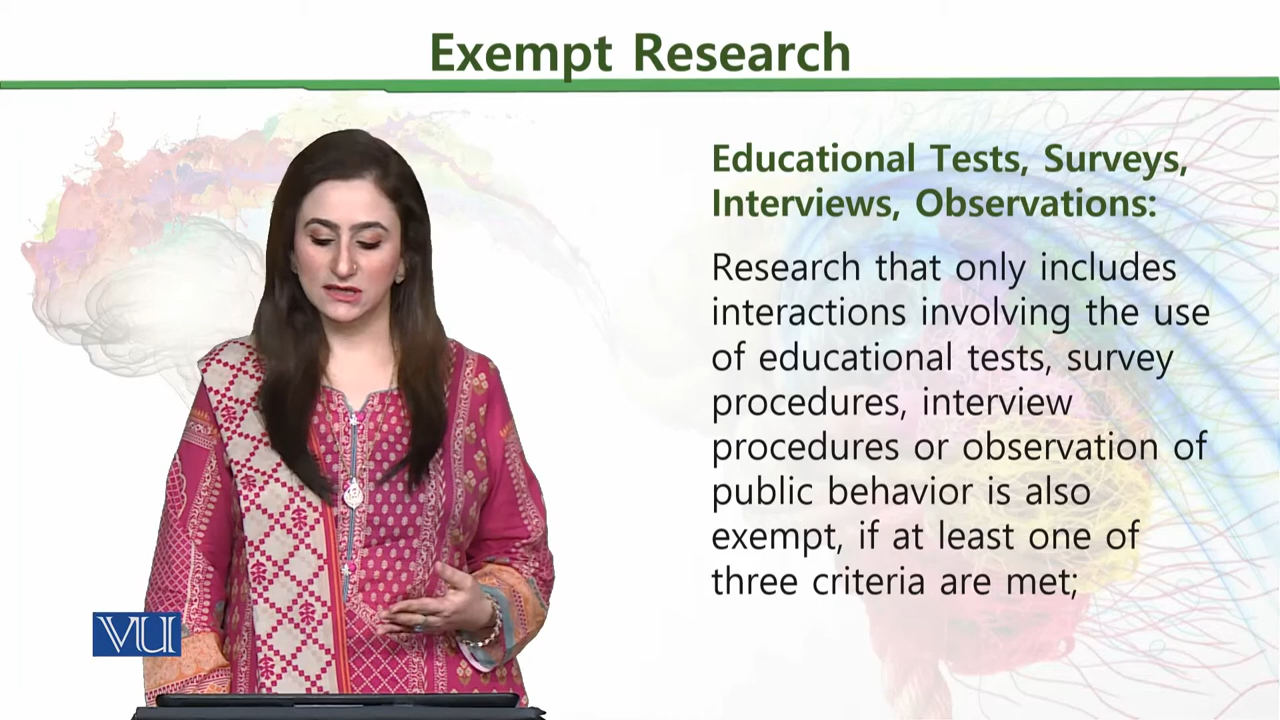 Exempt Research
Educational Tests, Surveys,
Interviews, Observations:
Research that only includes
interactions involving the use
of educational tests, survey
procedures, interview
procedures or observation of
public behavior is also
exempt, if at least one of
three criteria are met;
VU